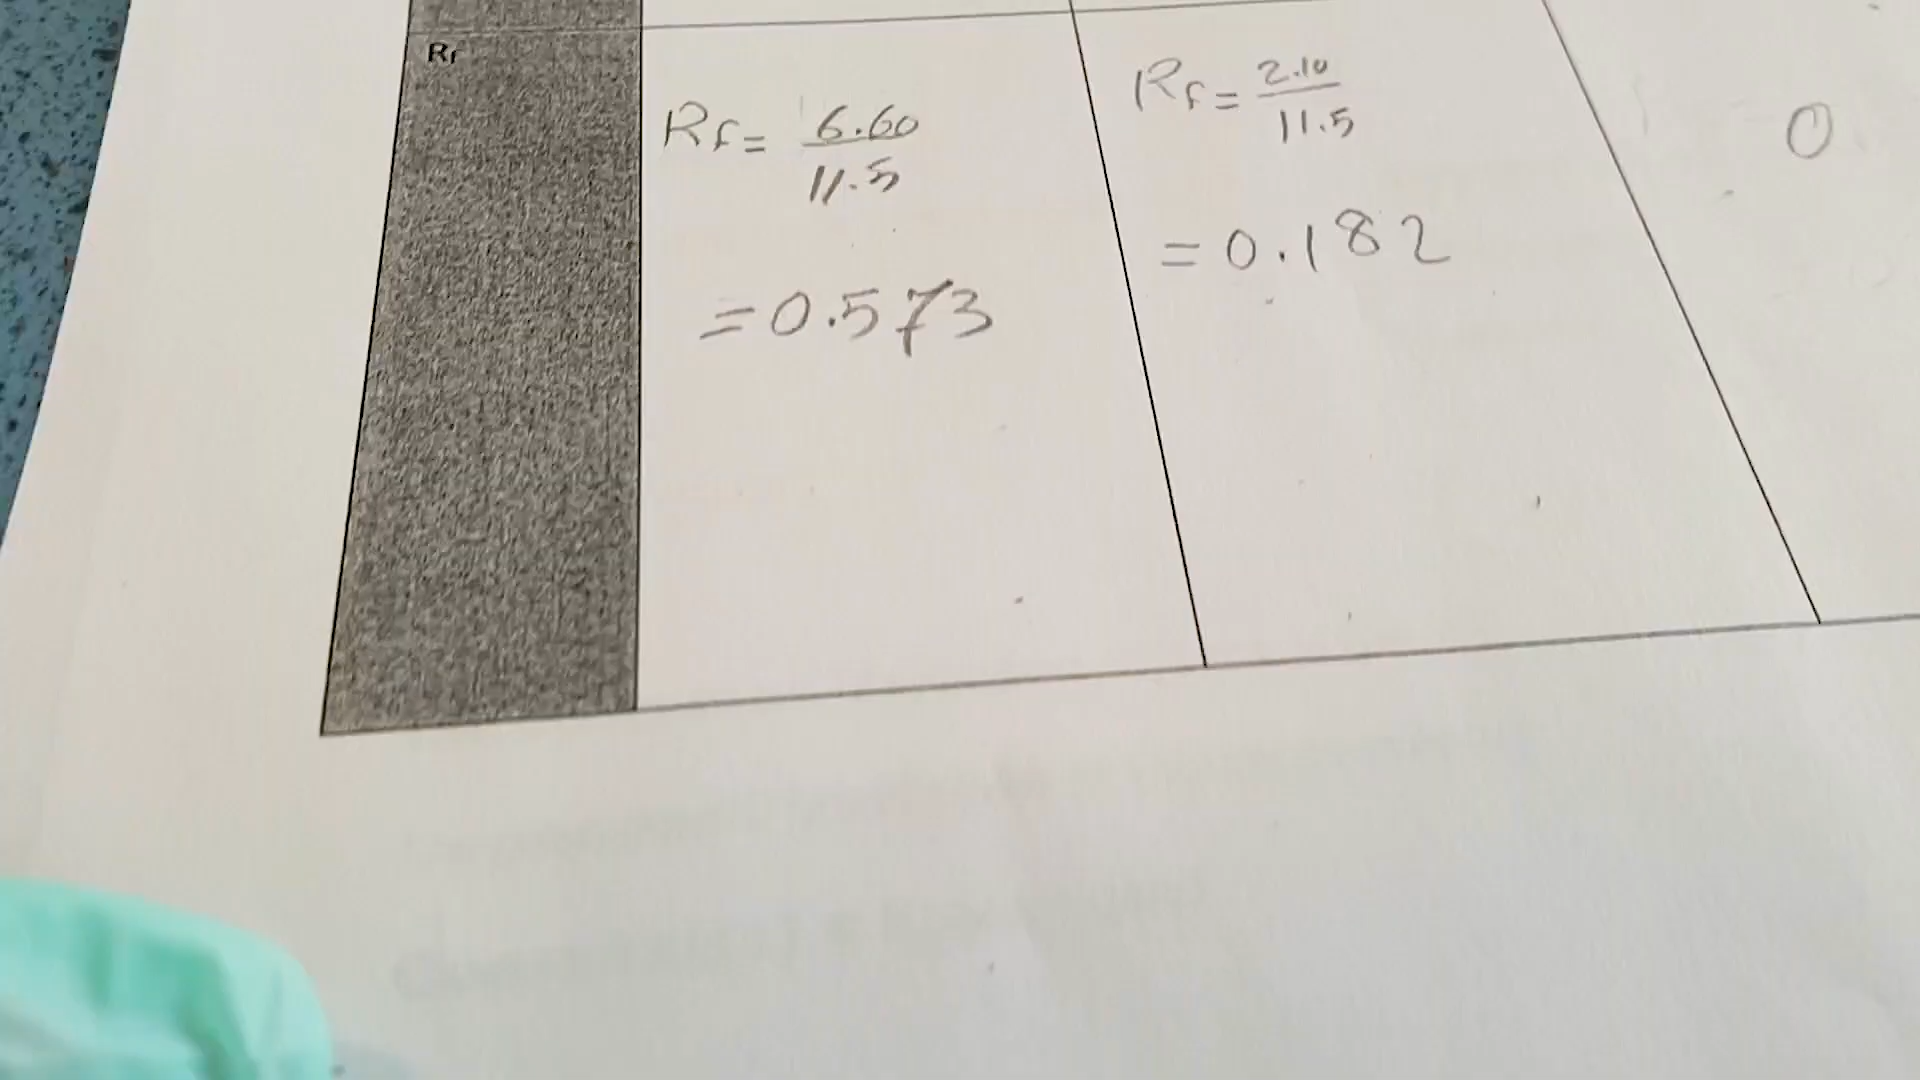 Rf
Rf = 6.60 / 11.5
= 0.573
Rf = 2.10 / 11.5
= 0.182
0